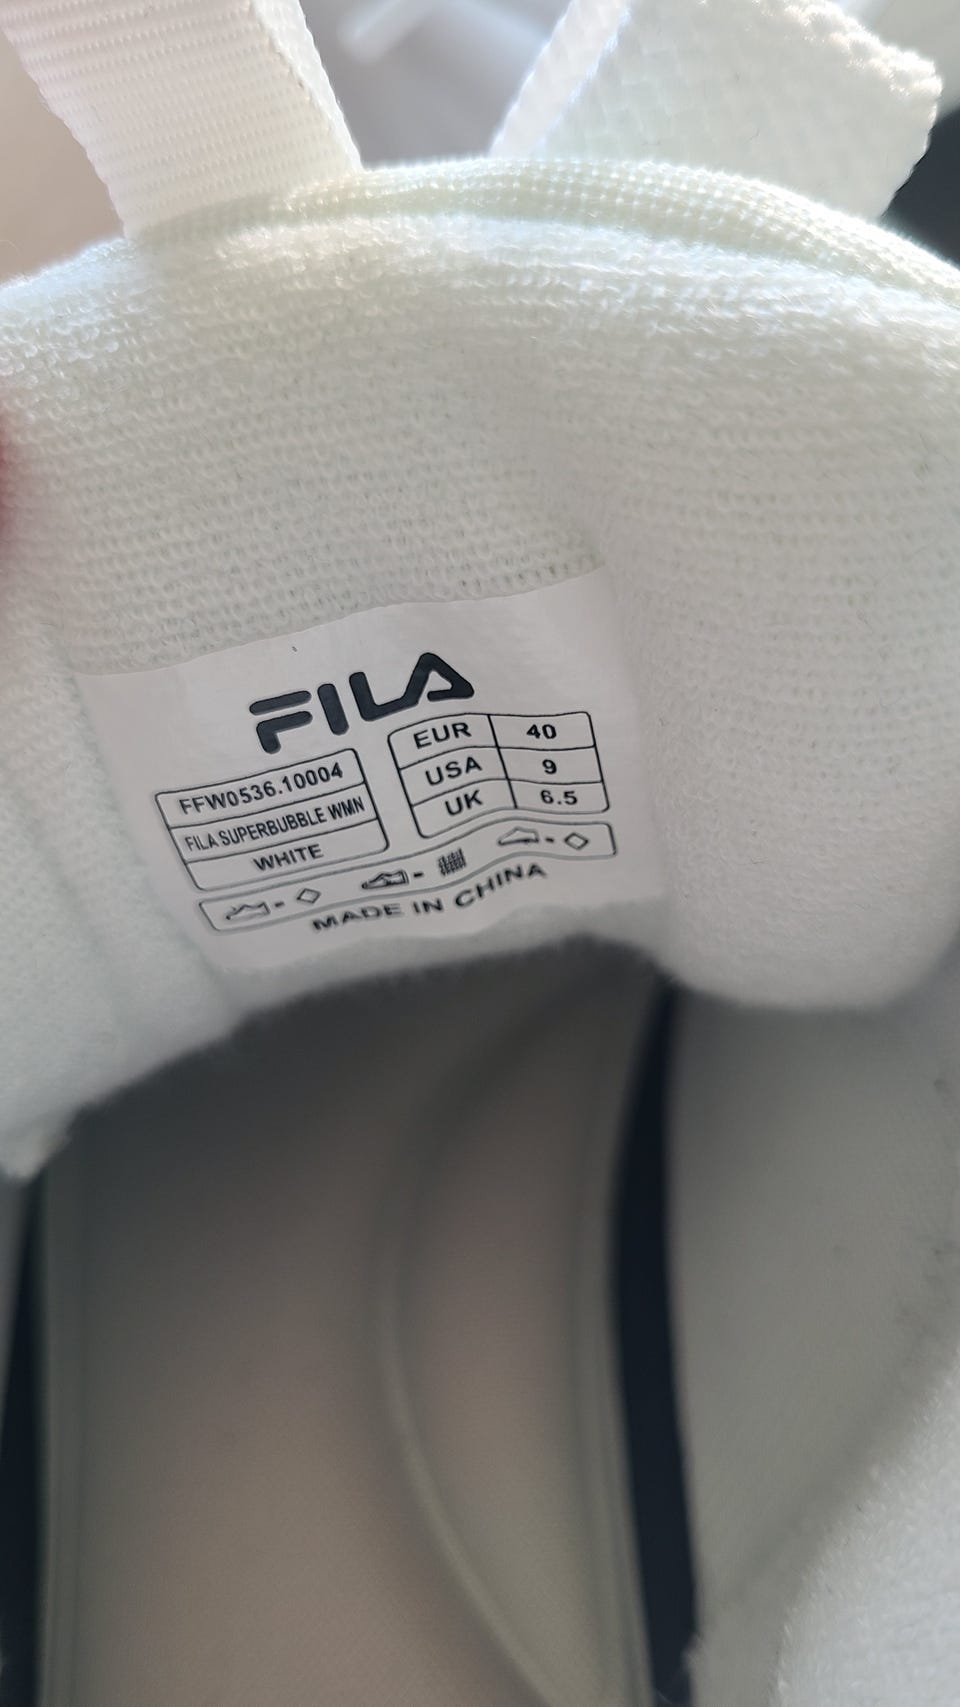 FILA
FFW0536.10004
FILA SUPERBUBBLE WMN
WHITE
EUR 40
USA 9
UK 6.5
MADE IN CHINA